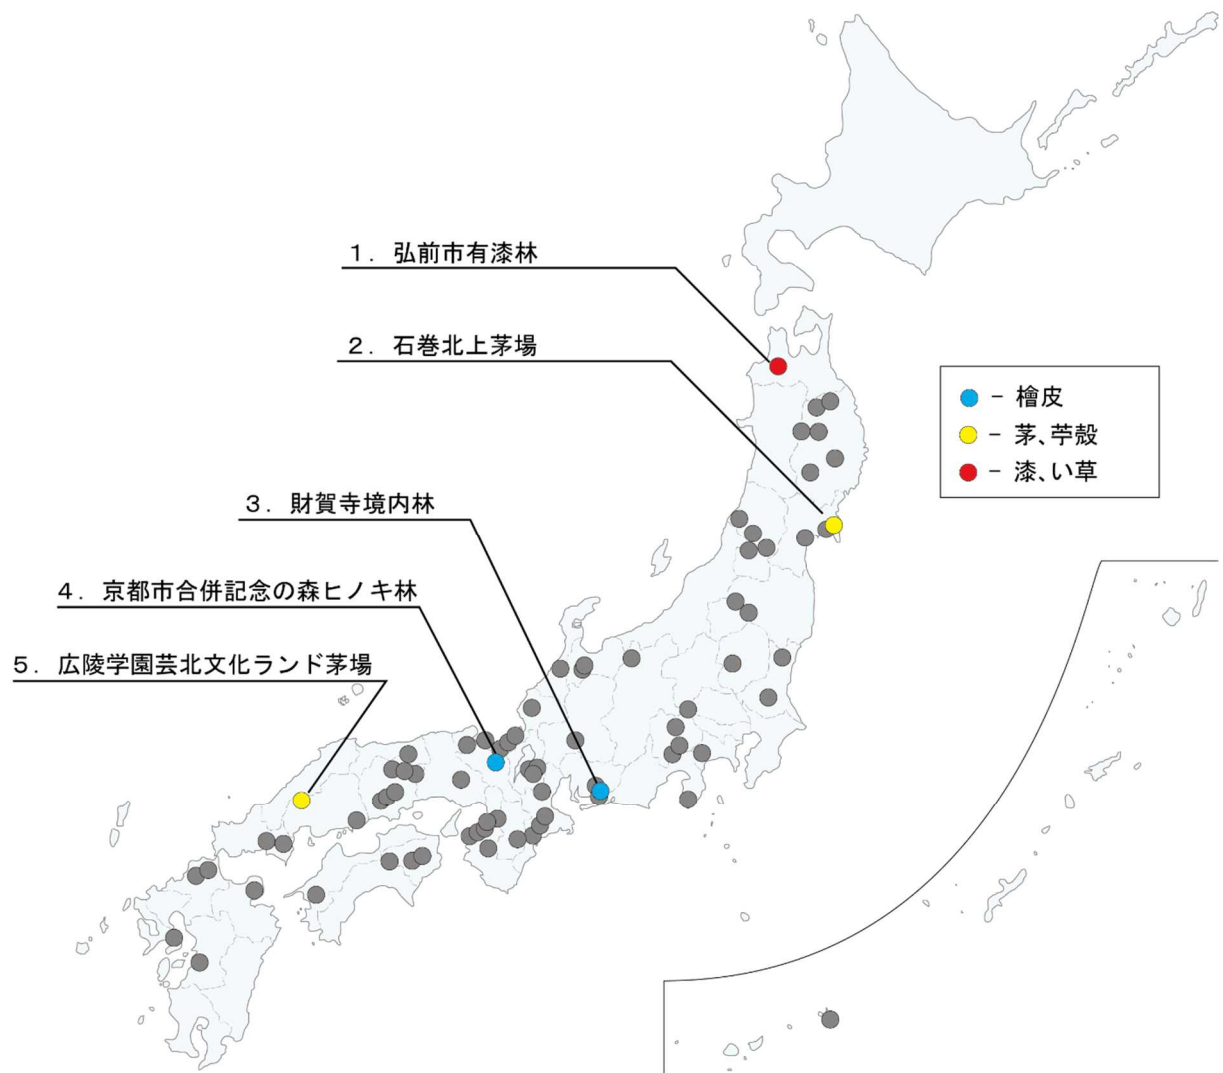 １．弘前市有漆林
２．石巻北上茅場
３．財賀寺境内林
４．京都市合併記念の森ヒノキ林
５．広陵学園芸北文化ランド茅場
－ 檜皮
－ 茅、苧殻
－ 漆、い草